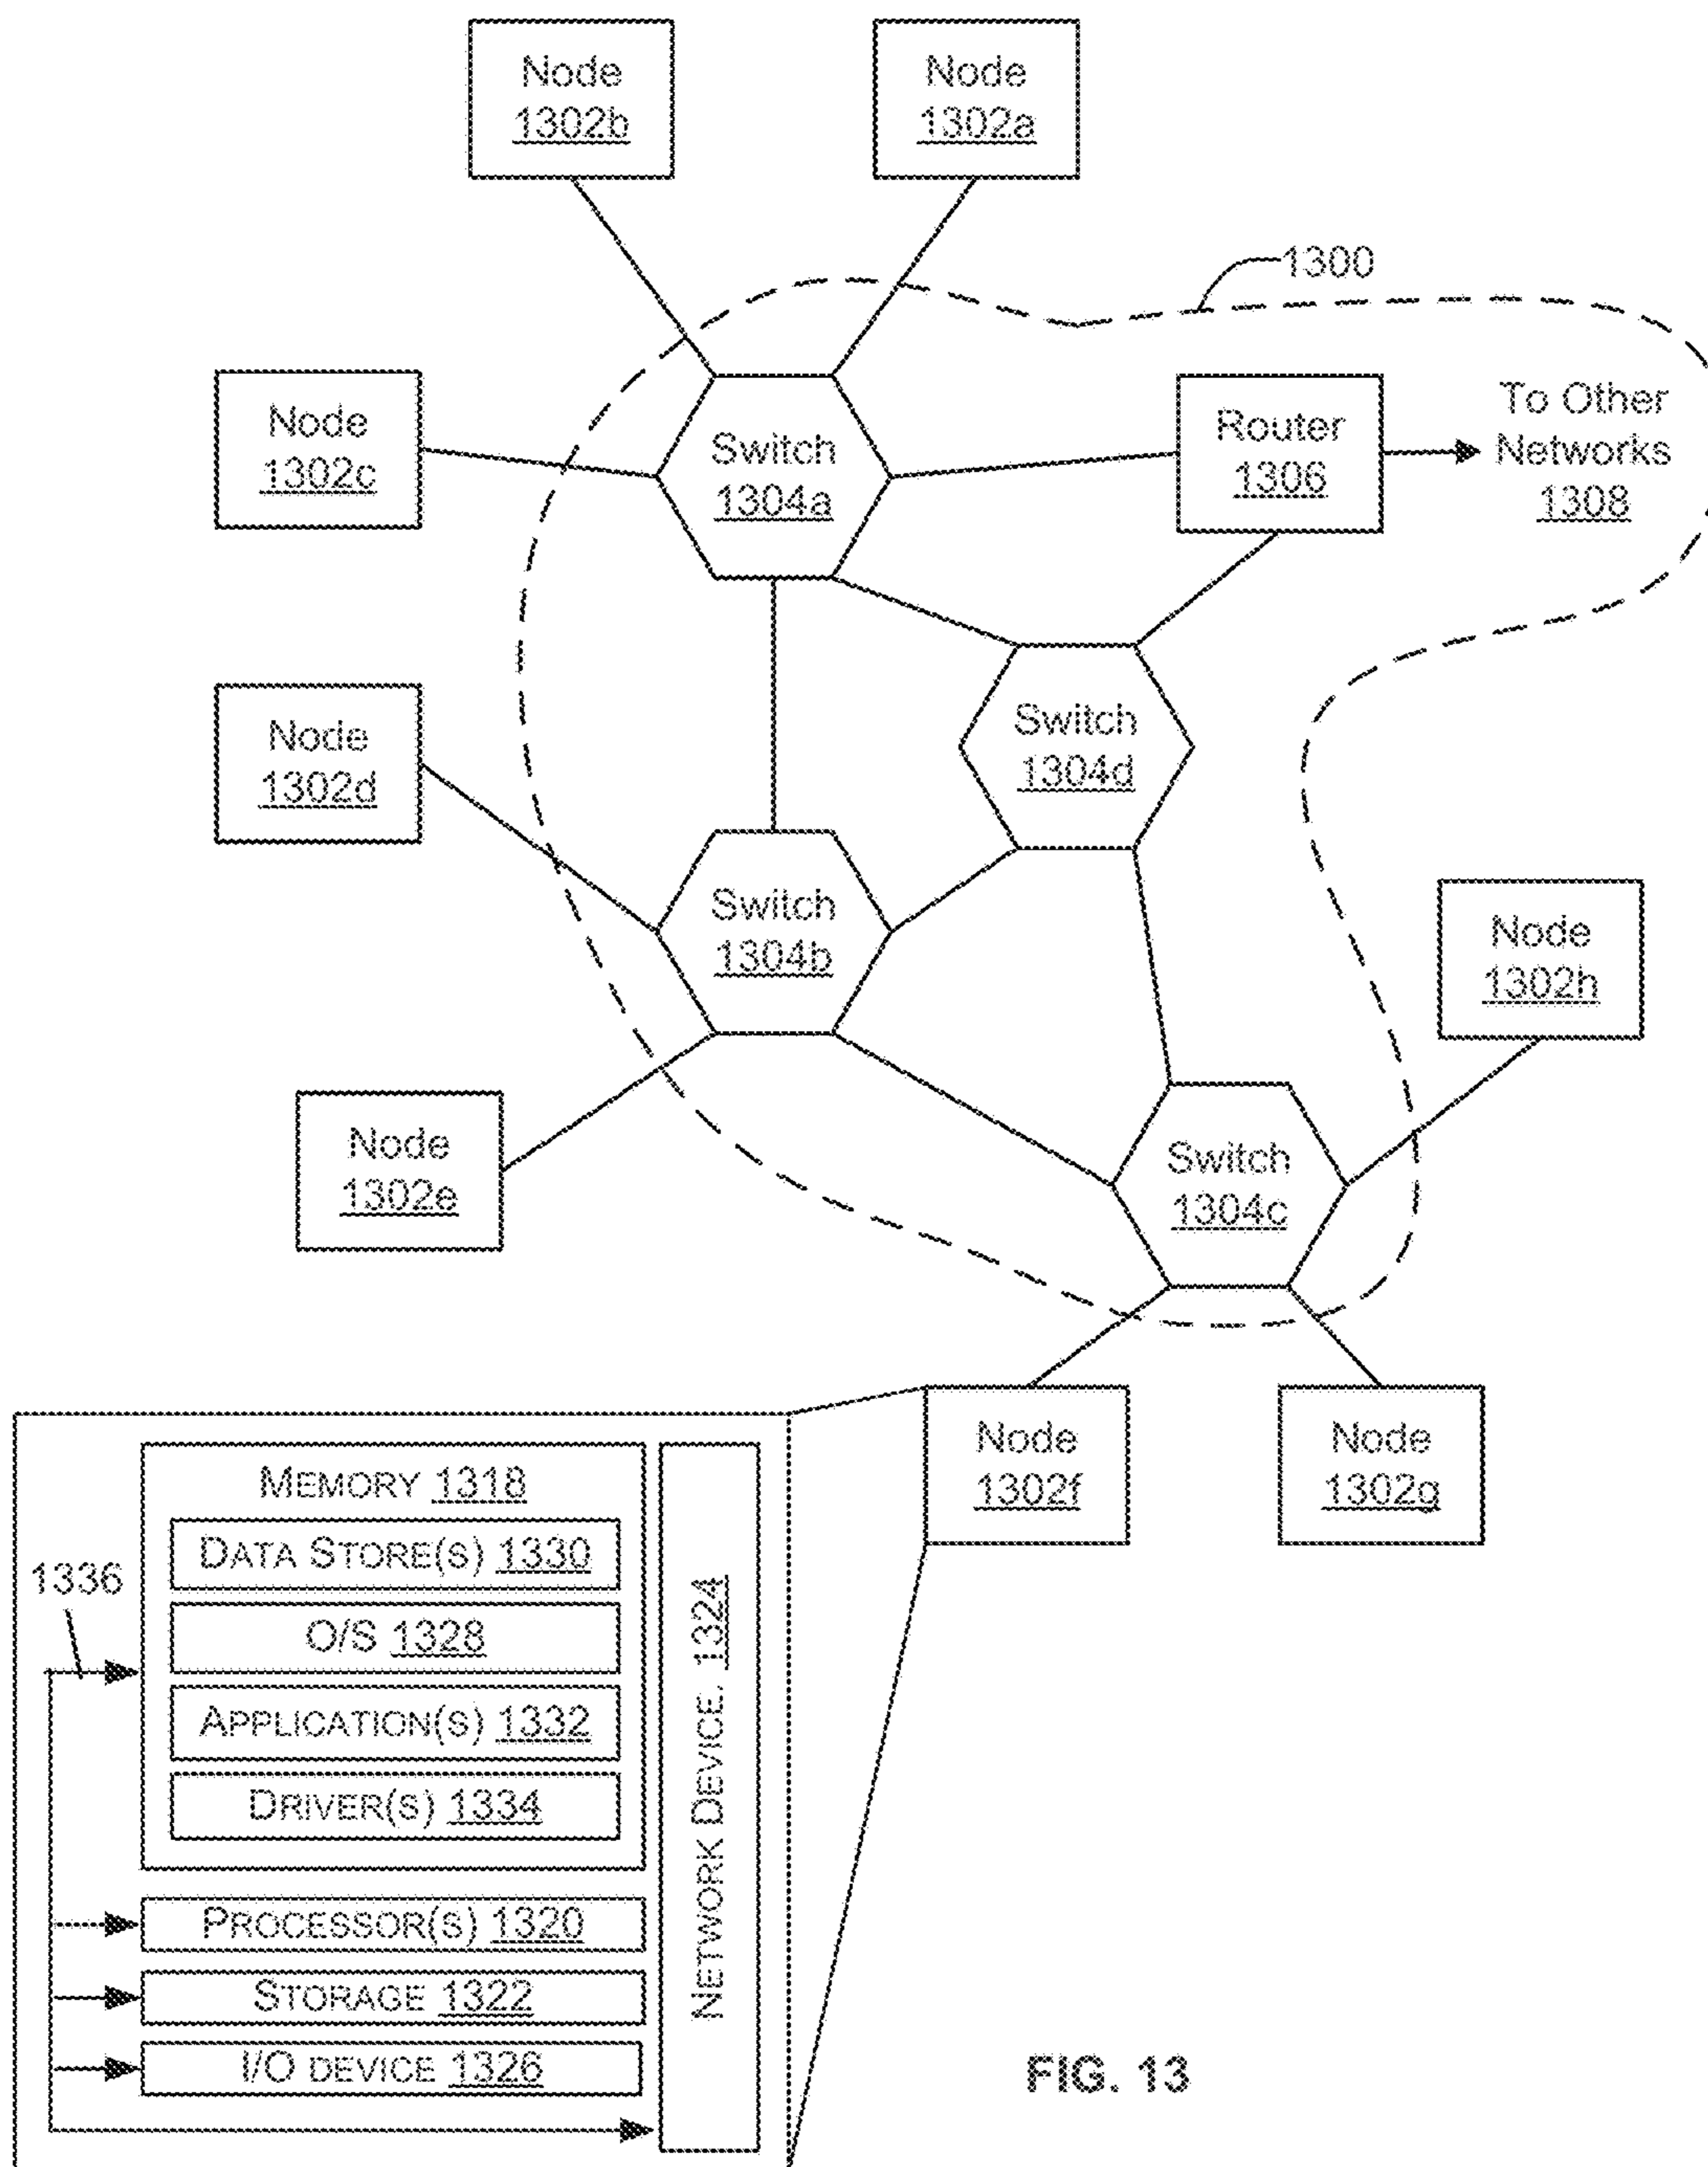 Node
1302b
Node
1302a
1300
Node
1302c
Switch
1304a
Router
1306
To Other
Networks
1308
Node
1302d
Switch
1304d
Switch
1304b
Node
1302h
Node
1302e
Switch
1304c
Node
1302f
Node
1302g
MEMORY 1318
DATA STORE(S) 1330
1336
O/S 1328
APPLICATION(S) 1332
DRIVER(S) 1334
NETWORK DEVICE. 1324
PROCESSOR(S) 1320
STORAGE 1322
I/O DEVICE 1326
FIG. 13